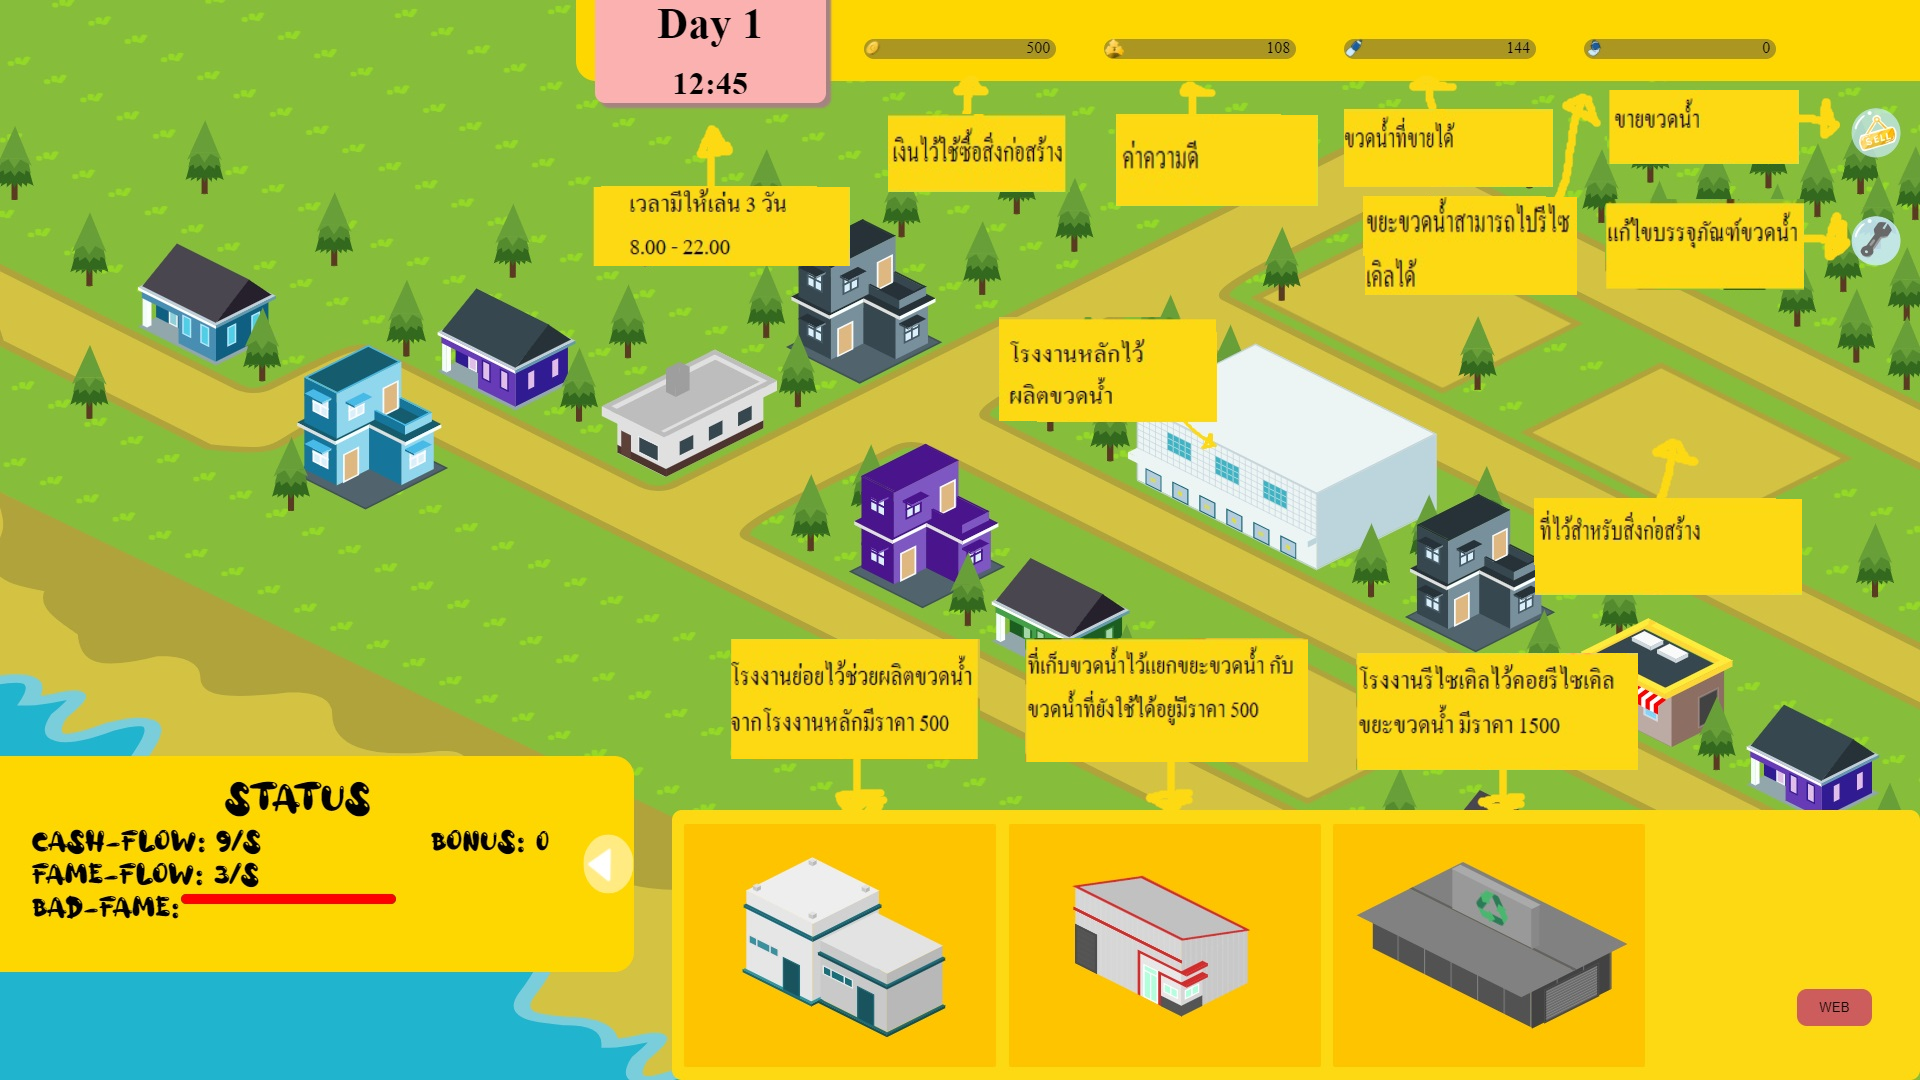 Day 1
12:45
500
108
144
0
เงินไว้ใช้ซื้อสิ่งก่อสร้าง
ค่าความดี
ขวดน้ำที่ขายได้
ขายขวดน้ำ
SELL
เวลามีให้เล่น 3 วัน
8.00 - 22.00
ขยะขวดน้ำสามารถไปรีไซ
เคิลได้
แก้ไขบรรจุภัณฑ์ขวดน้ำ
โรงงานหลักไว้
ผลิตขวดน้ำ
ที่ไว้สำหรับสิ่งก่อสร้าง
โรงงานย่อยไว้ช่วยผลิตขวดน้ำ
จากโรงงานหลักมีราคา 500
ที่เก็บขวดน้ำไว้แยกขยะขวดน้ำ กับ
ขวดน้ำที่ยังใช้ได้อยู่มีราคา 500
โรงงานรีไซเคิลไว้คอยรีไซเคิล
ขยะขวดน้ำ มีราคา 1500
STATUS
CASH-FLOW: 9/S
BONUS: 0
FAME-FLOW: 3/S
BAD-FAME:
WEB